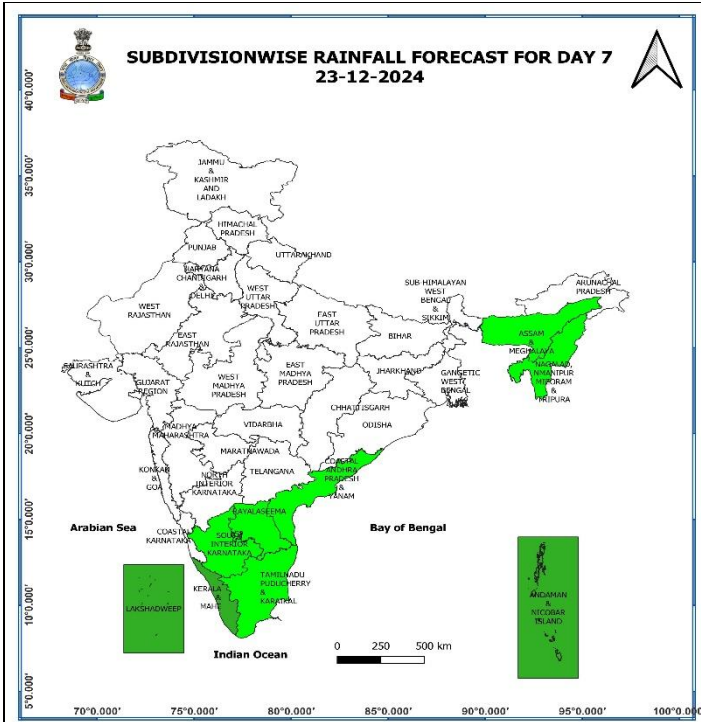 SUBDIVISIONWISE RAINFALL FORECAST FOR DAY 7
23-12-2024
40°0.000'
35°0.000'
30°0.000'
25°0.000'
20°0.000'
15°0.000'
10°0.000'
5°0.000'
JAMMU
&
KASHMIR
AND
LADAKH
HIMACHAL
PRADESH
PUNJAB
UTTARAKHAND
HARYANA
CHANDIGARH
&
DELHI
WEST
UTTAR
PRADESH
WEST
RAJASTHAN
EAST
RAJASTHAN
EAST
UTTAR
PRADESH
SUB HIMALAYAN
WEST
BENGAL
&
SIKKIM
ARUNACHAL
PRADESH
ASSAM
&
MEGHALAYA
NAGALAD,
NMANIPUR
MIZORAM
&
TRIPURA
BIHAR
SAURASHTRA
&
KUTCH
GUJARAT
REGION
WEST
MADHYA
PRADESH
EAST
MADHYA
PRADESH
JHARKHAND
GANGETIC
WEST
BENGAL
CHHATTISGARH
ODISHA
MADHYA
MAHARASHTRA
VIDARBHA
MARATHWADA
KONKAN
&
GOA
NORTH
INTERIOR
KARNATAKA
TELANGANA
COASTAL
ANDHRA
PRADESH
&
YANAM
RAYALASEEMA
Arabian Sea
Bay of Bengal
COASTAL
KARNATAKA
SOUTH
INTERIOR
KARNATAKA
TAMILNADU
PUDUCHERRY
&
KARAIKAL
KERALA
&
MAHE
LAKSHADWEEP
ANDAMAN
&
NICOBAR
ISLAND
Indian Ocean
0 250 500 km
70°0.000' 75°0.000' 80°0.000' 85°0.000' 90°0.000' 95°0.000' 100°0.000'